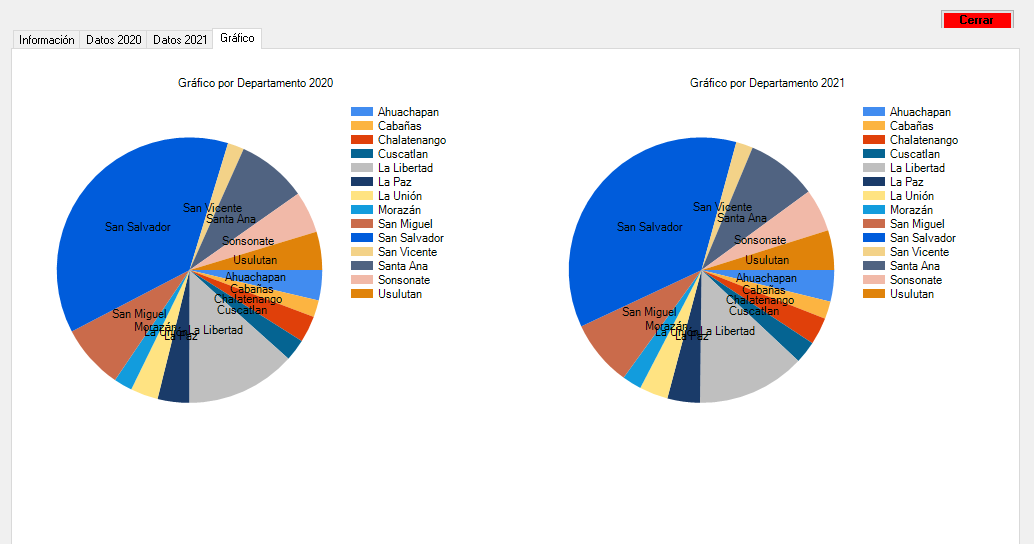 Cerrar
Información
Datos 2020
Datos 2021
Gráfico
Gráfico por Departamento 2020
San Vicente
Santa Ana
San Salvador
Sonsonate
Usulutan
Ahuachapan
Cabañas
Chalatenango
Cuscatlan
San Miguel
Morazán
La Unión
La Libertad
La Paz
Ahuachapan
Cabañas
Chalatenango
Cuscatlan
La Libertad
La Paz
La Unión
Morazán
San Miguel
San Salvador
San Vicente
Santa Ana
Sonsonate
Usulutan
Gráfico por Departamento 2021
San Vicente
Santa Ana
San Salvador
Sonsonate
Usulutan
Ahuachapan
Cabañas
Chalatenango
Cuscatlan
San Miguel
Morazán
La Unión
La Libertad
La Paz
Ahuachapan
Cabañas
Chalatenango
Cuscatlan
La Libertad
La Paz
La Unión
Morazán
San Miguel
San Salvador
San Vicente
Santa Ana
Sonsonate
Usulutan